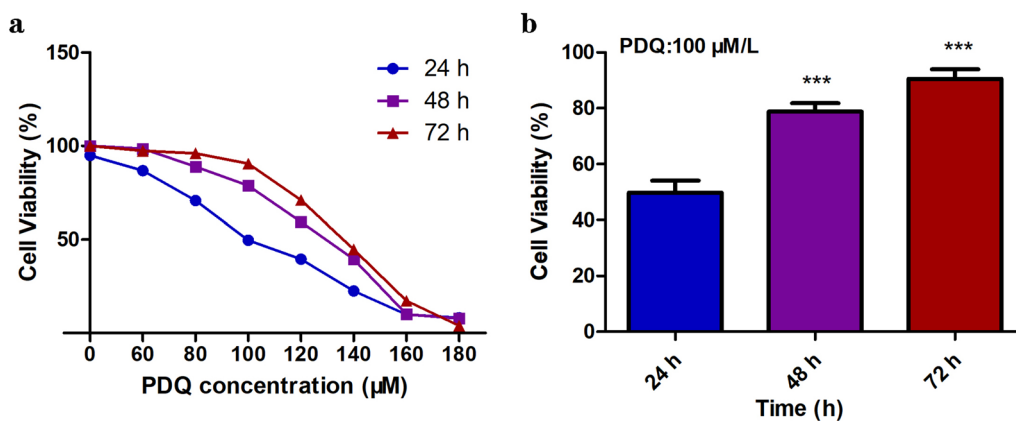 a
150
100
50
Cell Viability (%)
24 h
48 h
72 h
0 60 80 100 120 140 160 180
PDQ concentration (µM)
b
PDQ:100 µM/L
100
80
60
40
20
0
Cell Viability (%)
***
***
24 h
48 h
72 h
Time (h)